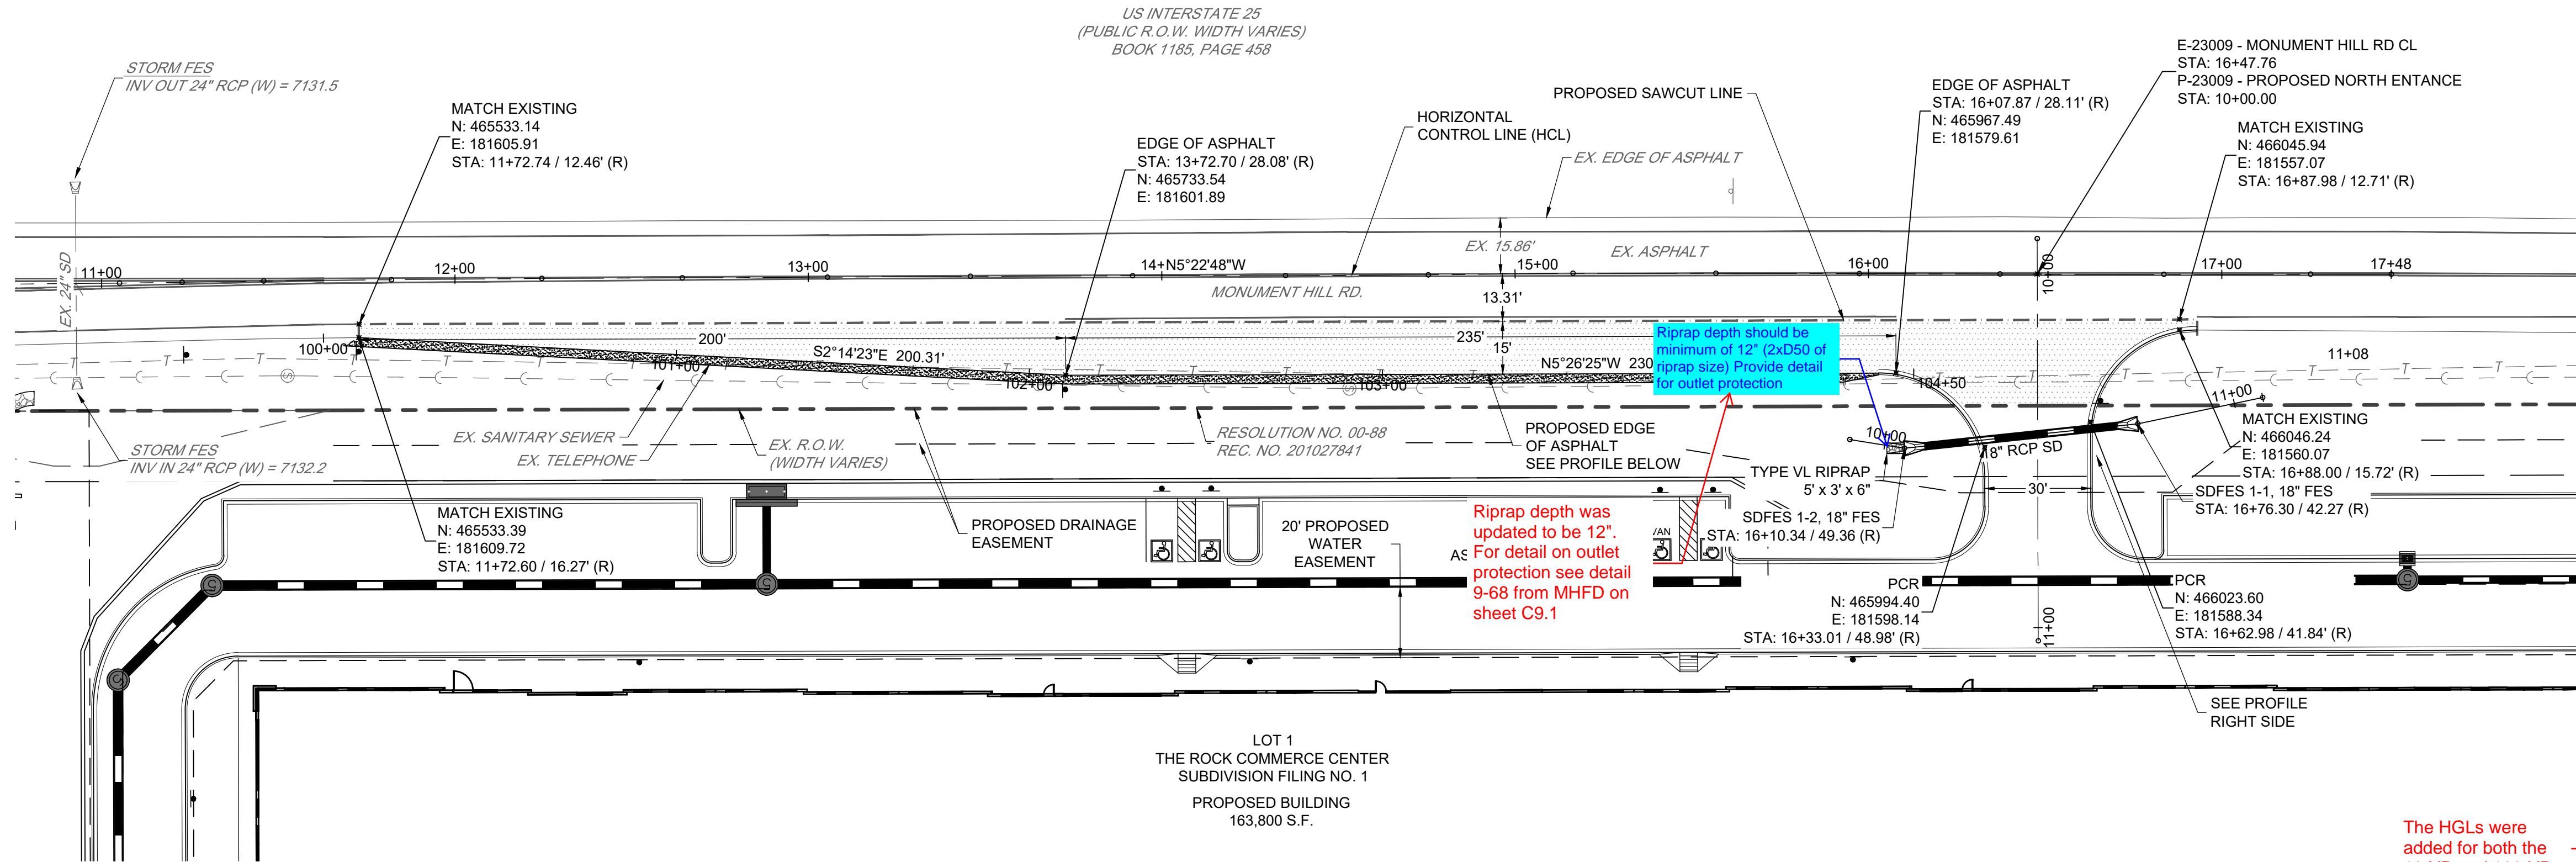 US INTERSTATE 25
(PUBLIC R.O.W. WIDTH VARIES)
BOOK 1185, PAGE 458
STORM FES
INV OUT 24" RCP (W) = 7131.5
MATCH EXISTING
N: 465533.14
E: 181605.91
STA: 11+72.74 / 12.46' (R)
EDGE OF ASPHALT
STA: 13+72.70 / 28.08' (R)
N: 465733.54
E: 181601.89
HORIZONTAL
CONTROL LINE (HCL)
PROPOSED SAWCUT LINE
EX. EDGE OF ASPHALT
EDGE OF ASPHALT
STA: 16+07.87 / 28.11' (R)
N: 465967.49
E: 181579.61
E-23009 - MONUMENT HILL RD CL
STA: 16+47.76
P-23009 - PROPOSED NORTH ENTANCE
STA: 10+00.00
MATCH EXISTING
N: 466045.94
E: 181557.07
STA: 16+87.98 / 12.71' (R)
EX. 24" SD
11+00
12+00
13+00
14+
N5°22'48"W
15+00
16+00
10+00
17+00
17+48
EX. 15.86'
EX. ASPHALT
MONUMENT HILL RD.
13.31'
15'
100+00
200'
S2°14'23"E 200.31'
101+00
102+00
235'
N5°26'25"W 230
103+00
104+50
11+08
11+00
T T T T T T T T
Riprap depth should be
minimum of 12" (2xD50 of
riprap size) Provide detail
for outlet protection
STORM FES
INV IN 24" RCP (W) = 7132.2
EX. SANITARY SEWER
EX. TELEPHONE
EX. R.O.W.
(WIDTH VARIES)
RESOLUTION NO. 00-88
REC. NO. 201027841
PROPOSED EDGE
OF ASPHALT
SEE PROFILE BELOW
10+00
18" RCP SD
TYPE VL RIPRAP
5' x 3' x 6"
30'
MATCH EXISTING
N: 466046.24
E: 181560.07
STA: 16+88.00 / 15.72' (R)
SDFES 1-1, 18" FES
STA: 16+76.30 / 42.27' (R)
SDFES 1-2, 18" FES
STA: 16+10.34 / 49.36' (R)
MATCH EXISTING
N: 465533.39
E: 181609.72
STA: 11+72.60 / 16.27' (R)
PROPOSED DRAINAGE
EASEMENT
20' PROPOSED
WATER
EASEMENT
Riprap depth was
updated to be 12".
For detail on outlet
protection see detail
9-68 from MHFD on
sheet C9.1
VAN
PCR
N: 465994.40
E: 181598.14
STA: 16+33.01 / 48.98' (R)
11+00
PCR
N: 466023.60
E: 181588.34
STA: 16+62.98 / 41.84' (R)
SEE PROFILE
RIGHT SIDE
LOT 1
THE ROCK COMMERCE CENTER
SUBDIVISION FILING NO. 1
PROPOSED BUILDING
163,800 S.F.
The HGLs were
added for both the